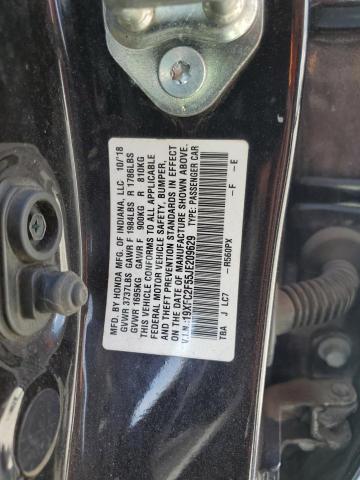 MFD. BY HONDA MFG. OF INDIANA, LLC 10/18
GVWR 3737LBS GAWR F 1984LBS R 1786LBS
GVWR 1695KG GAWR F 900KG R 810KG
THIS VEHICLE CONFORMS TO ALL APPLICABLE
FEDERAL MOTOR VEHICLE SAFETY, BUMPER,
AND THEFT PREVENTION STANDARDS IN EFFECT
ON THE DATE OF MANUFACTURE SHOWN ABOVE.
V.I.N.:19XFC2F55JE209629 TYPE: PASSENGER CAR
-R560PX -F -E
TBA J LC7